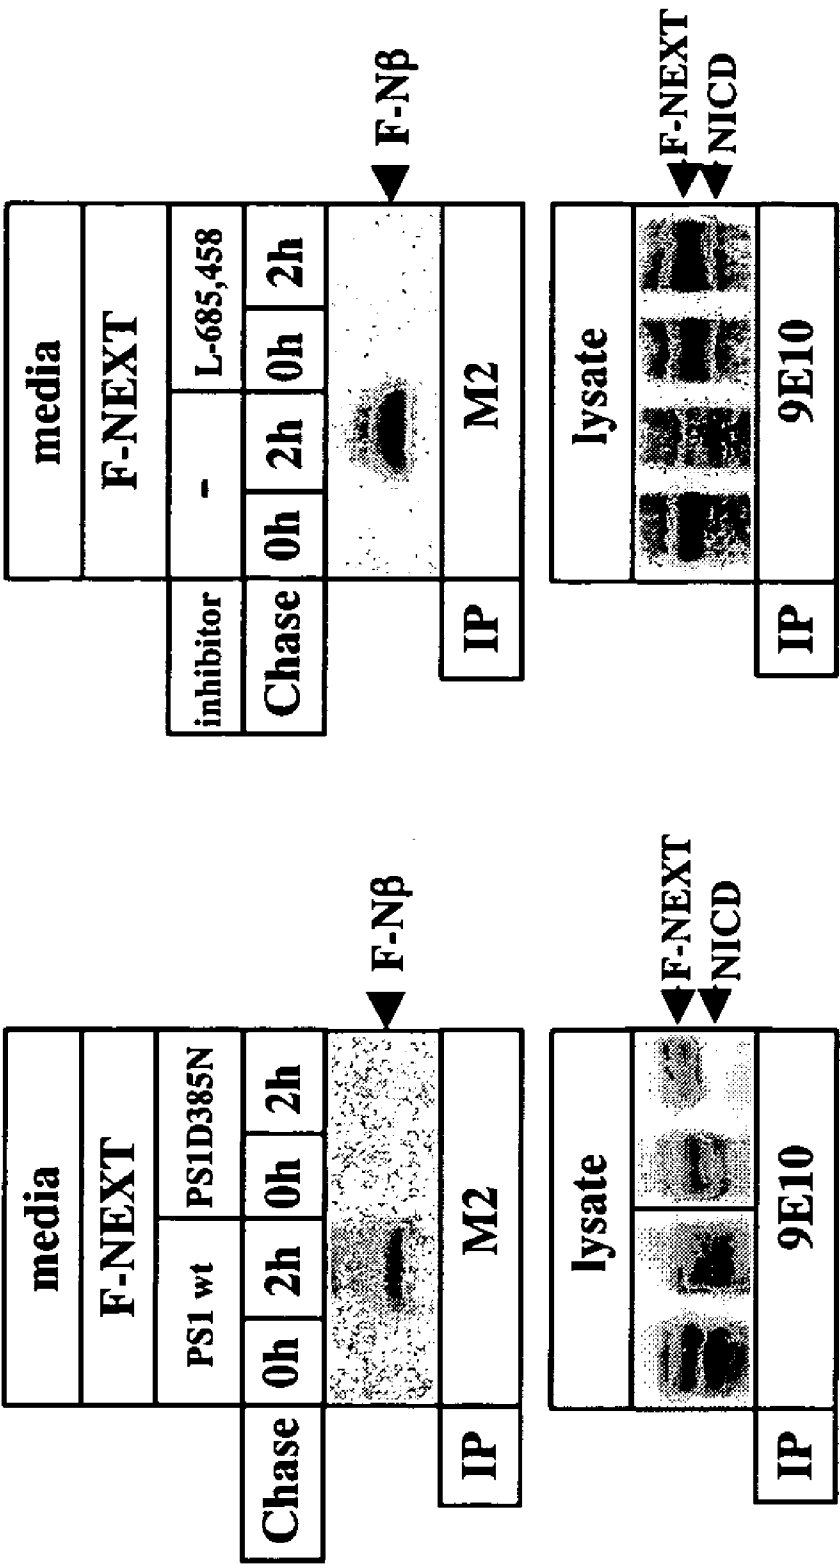 media
F-NEXT
PS1 wt PS1D385N
Chase 0h 2h 0h 2h
F-Nβ
IP M2
lysate
F-NEXT
NICD
IP 9E10
media
F-NEXT
inhibitor – L-685,458
Chase 0h 2h 0h 2h
F-Nβ
IP M2
lysate
F-NEXT
NICD
IP 9E10